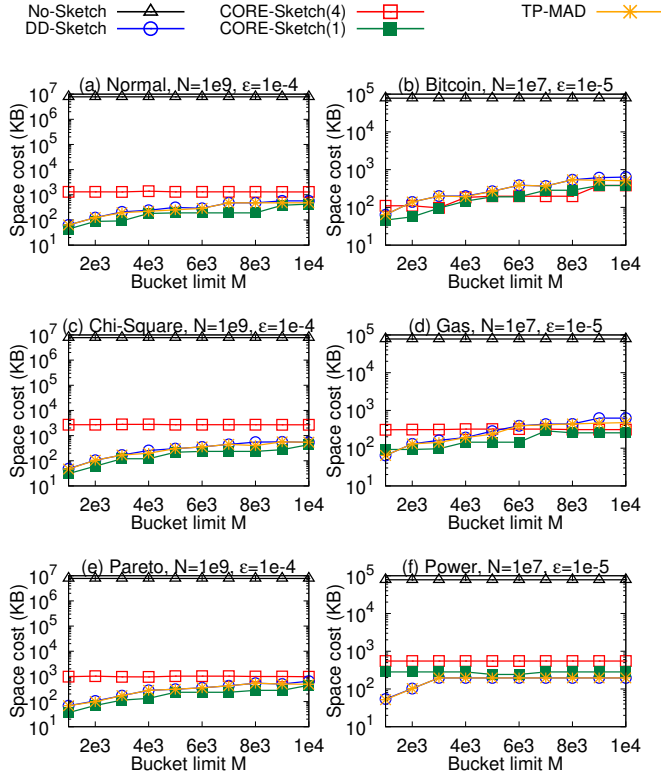 No-Sketch
CORE-Sketch(4)
TP-MAD
DD-Sketch
CORE-Sketch(1)
(a) Normal, N=1e9, ε=1e-4
Space cost (KB)
10^7
10^6
10^5
10^4
10^3
10^2
10^1
2e3 4e3 6e3 8e3 1e4
Bucket limit M
(b) Bitcoin, N=1e7, ε=1e-5
Space cost (KB)
10^5
10^4
10^3
10^2
10^1
2e3 4e3 6e3 8e3 1e4
Bucket limit M
(c) Chi-Square, N=1e9, ε=1e-4
Space cost (KB)
10^7
10^6
10^5
10^4
10^3
10^2
10^1
2e3 4e3 6e3 8e3 1e4
Bucket limit M
(d) Gas, N=1e7, ε=1e-5
Space cost (KB)
10^5
10^4
10^3
10^2
10^1
2e3 4e3 6e3 8e3 1e4
Bucket limit M
(e) Pareto, N=1e9, ε=1e-4
Space cost (KB)
10^7
10^6
10^5
10^4
10^3
10^2
10^1
2e3 4e3 6e3 8e3 1e4
Bucket limit M
(f) Power, N=1e7, ε=1e-5
Space cost (KB)
10^5
10^4
10^3
10^2
10^1
2e3 4e3 6e3 8e3 1e4
Bucket limit M